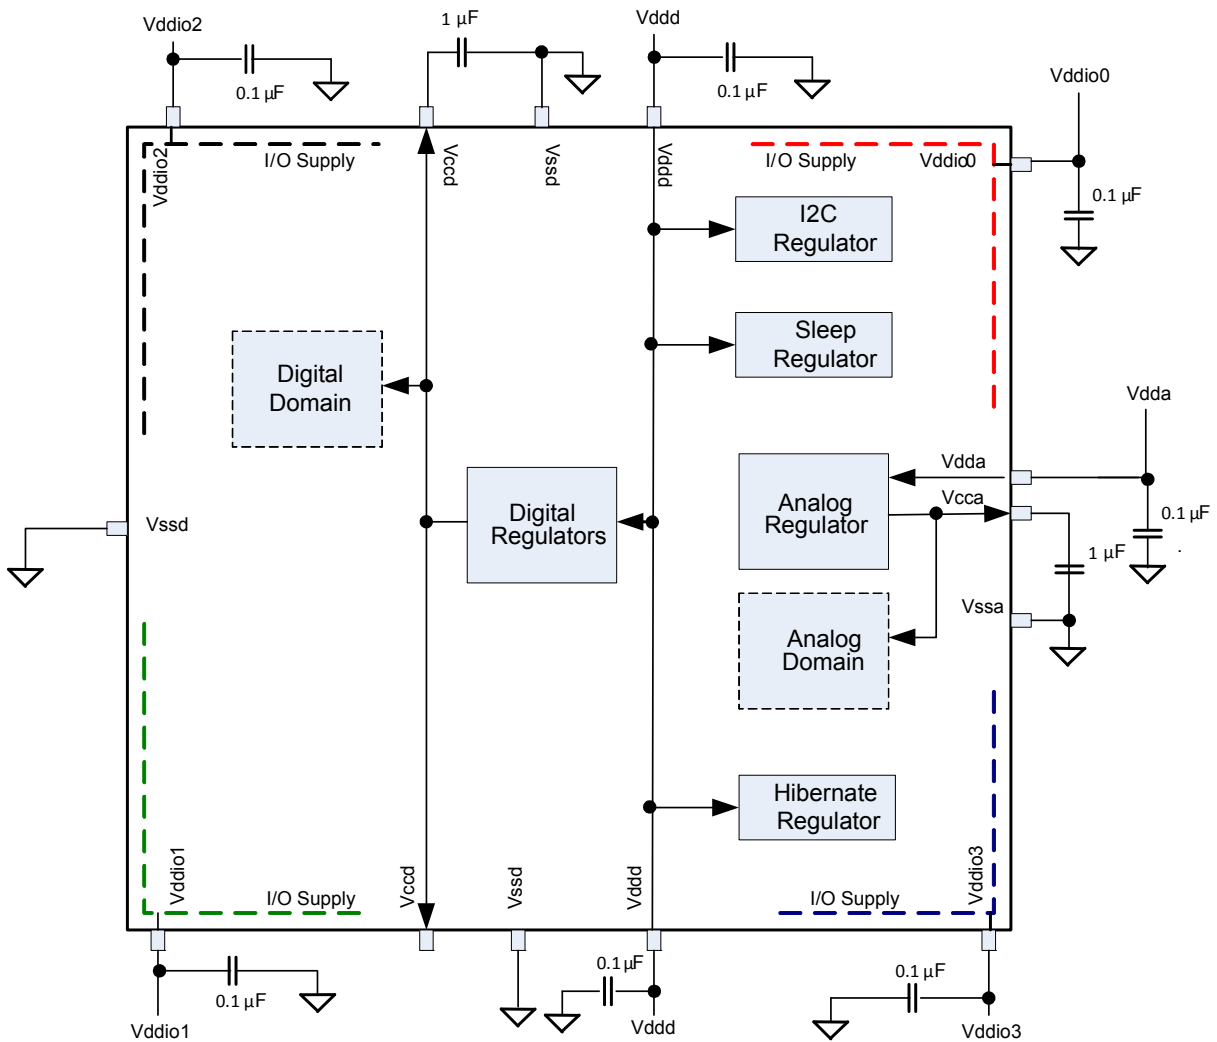 Vddio2
0.1 µF
1 µF
Vddd
0.1 µF
Vddio0
0.1 µF
Vddio2
I/O Supply
Vccd
Vssd
Vddd
I/O Supply
Vddio0
I2C
Regulator
Sleep
Regulator
Digital
Domain
Vdda
Vdda
Vcca
0.1 µF
.
1 µF
Analog
Regulator
Digital
Regulators
Vssd
Vssa
Analog
Domain
Hibernate
Regulator
Vddio1
I/O Supply
Vccd
Vssd
Vddd
I/O Supply
Vddio3
0.1 µF
Vddio1
0.1 µF
Vddd
0.1 µF
Vddio3